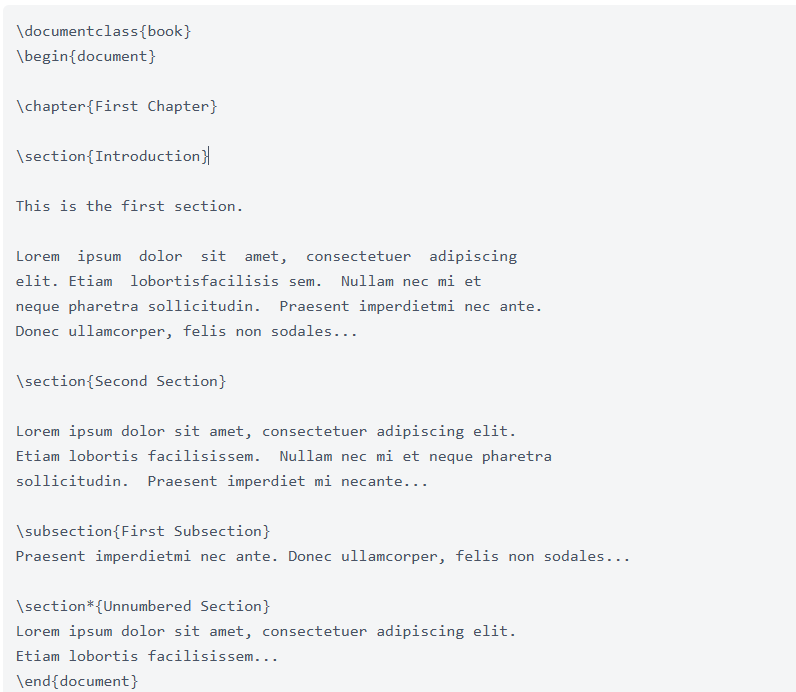 \documentclass{book}
\begin{document}

\chapter{First Chapter}

\section{Introduction}

This is the first section.

Lorem  ipsum  dolor  sit  amet,  consectetuer  adipiscing
elit. Etiam  lobortisfacilisis sem.  Nullam nec mi et
neque pharetra sollicitudin.  Praesent imperdietmi nec ante.
Donec ullamcorper, felis non sodales...

\section{Second Section}

Lorem ipsum dolor sit amet, consectetuer adipiscing elit.
Etiam lobortis facilisissem.  Nullam nec mi et neque pharetra
sollicitudin.  Praesent imperdiet mi necante...

\subsection{First Subsection}
Praesent imperdietmi nec ante. Donec ullamcorper, felis non sodales...

\section*{Unnumbered Section}
Lorem ipsum dolor sit amet, consectetuer adipiscing elit.
Etiam lobortis facilisissem...
\end{document}